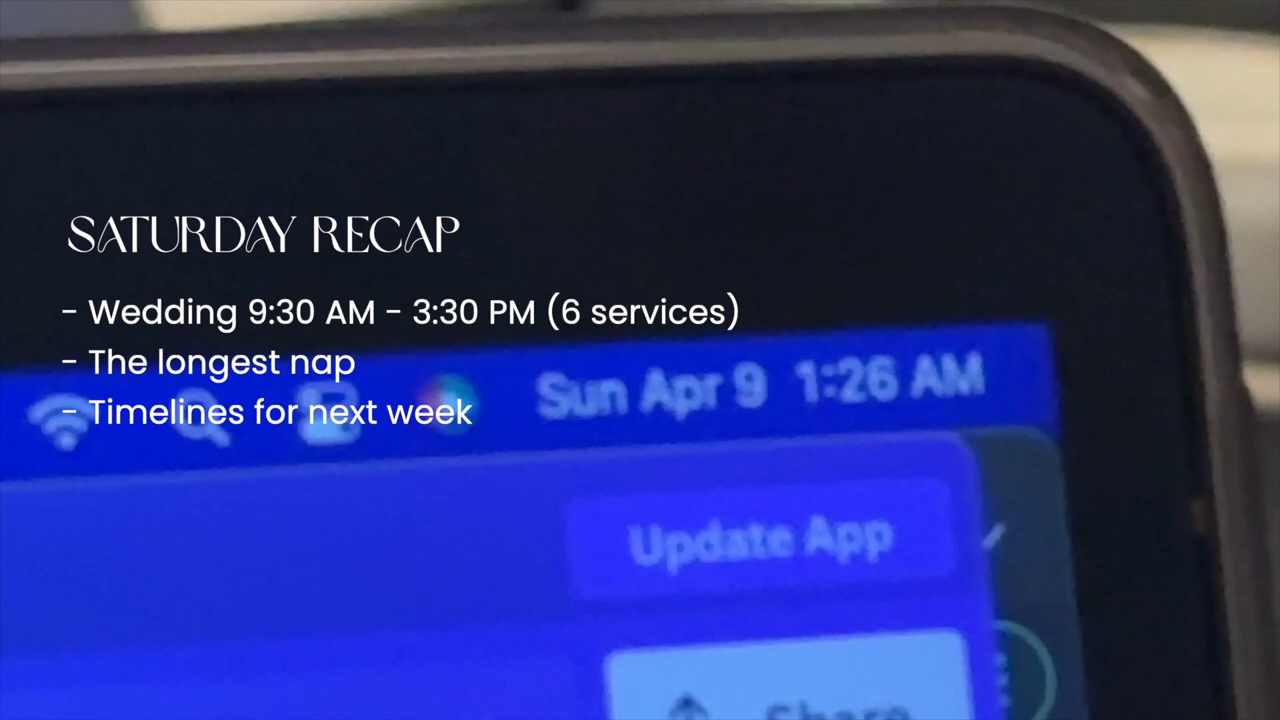 SATURDAY RECAP
- Wedding 9:30 AM - 3:30 PM (6 services)
- The longest nap
- Timelines for next week
Sun Apr 9 1:26 AM
Update App
Share